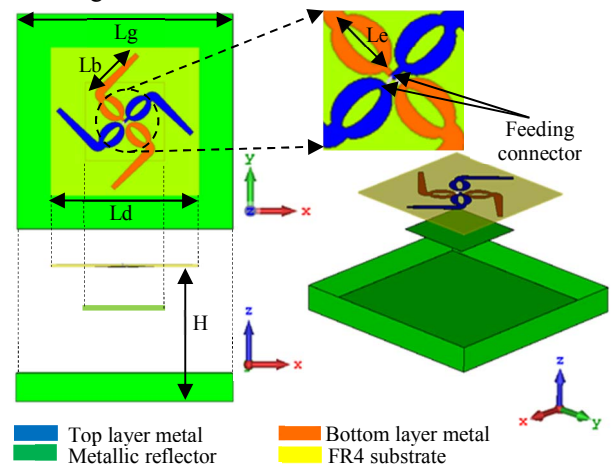 Lg
Lb
Le
Feeding
connector
y
z x
Ld
H
z
x
z
x y
Top layer metal
Bottom layer metal
Metallic reflector
FR4 substrate